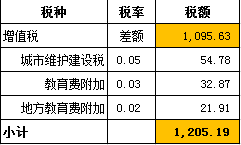 税种 税率 税额
增值税 差额 1,095.63
城市维护建设税 0.05 54.78
教育费附加 0.03 32.87
地方教育费附加 0.02 21.91
小计 1,205.19